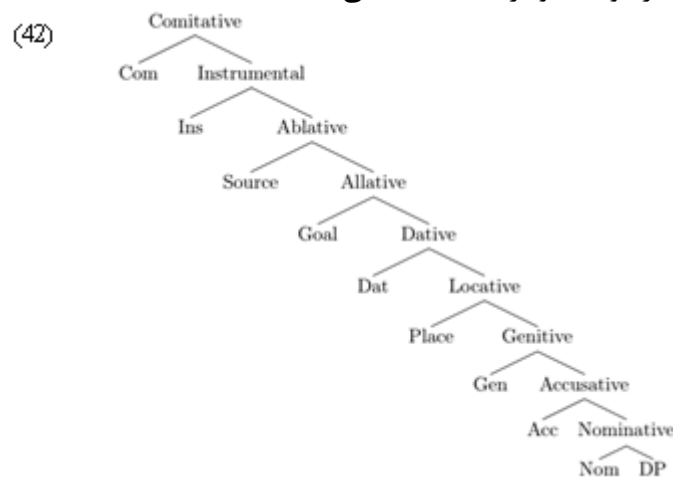 (42)
Comitative
Com Instrumental
Ins Ablative
Source Allative
Goal Dative
Dat Locative
Place Genitive
Gen Accusative
Acc Nominative
Nom DP